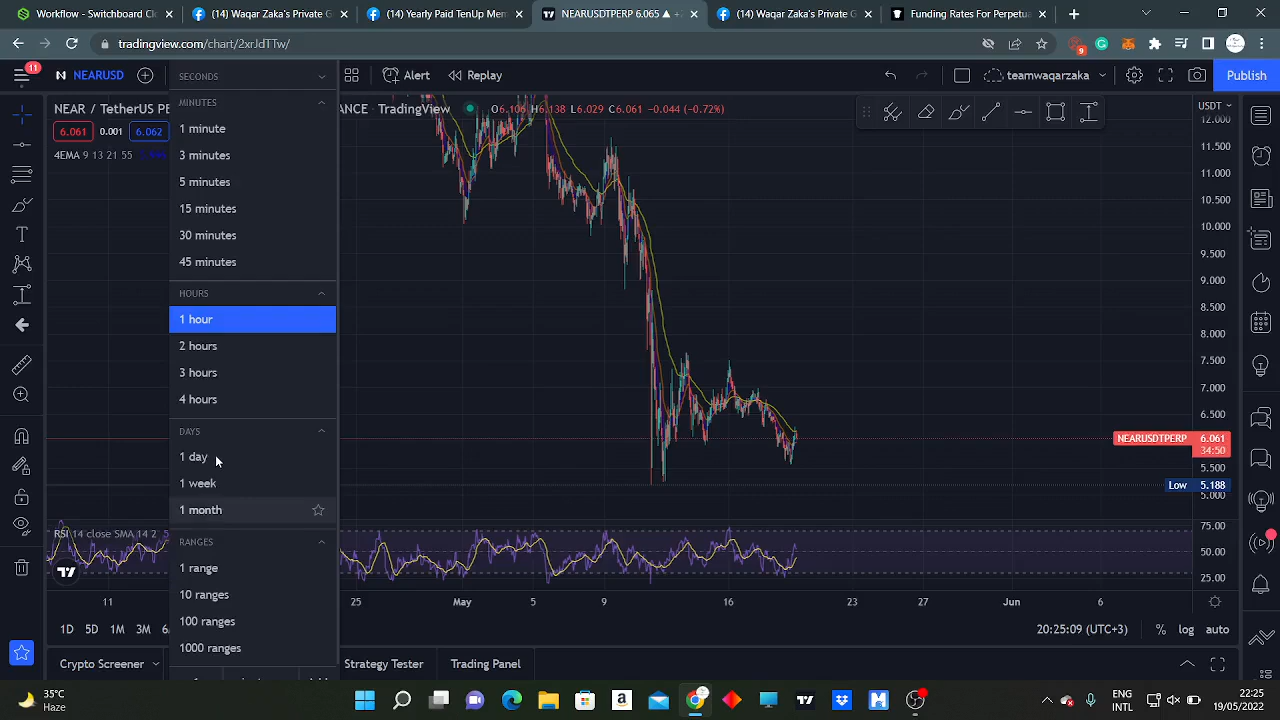 Workflow - Switchboard Cl
(14) Waqar Zaka's Private G
(14) Yearly Paid TenUp Mem
NEARUSDTPERP 6.065 ▲ +
(14) Waqar Zaka's Private G
Funding Rates For Perpetua
tradingview.com/chart/2xrJdTTw/
9
11
NEARUSD
SECONDS
Alert
Replay
teamwaqarzaka
Publish
NEAR / TetherUS PE
ANCE TradingView
O6.106 H6.138 L6.029 C6.061 −0.044 (−0.72%)
USDT
6.061 0.001 6.062
4EMA 9 13 21 55
MINUTES
1 minute
3 minutes
5 minutes
15 minutes
30 minutes
45 minutes
HOURS
1 hour
2 hours
3 hours
4 hours
DAYS
1 day
1 week
1 month
RANGES
1 range
10 ranges
100 ranges
1000 ranges
12.000
11.500
11.000
10.500
10.000
9.500
9.000
8.500
8.000
7.500
7.000
6.500
NEARUSDTPERP 6.061
34:50
5.500
Low 5.188
5.000
RSI 14 close SMA 14 2
75.00
50.00
25.00
11
25
May
5
9
16
23
27
Jun
6
1D 5D 1M 3M
20:25:09 (UTC+3)
% log auto
Crypto Screener
Strategy Tester
Trading Panel
35°C
Haze
ENG
INTL
22:25
19/05/2022